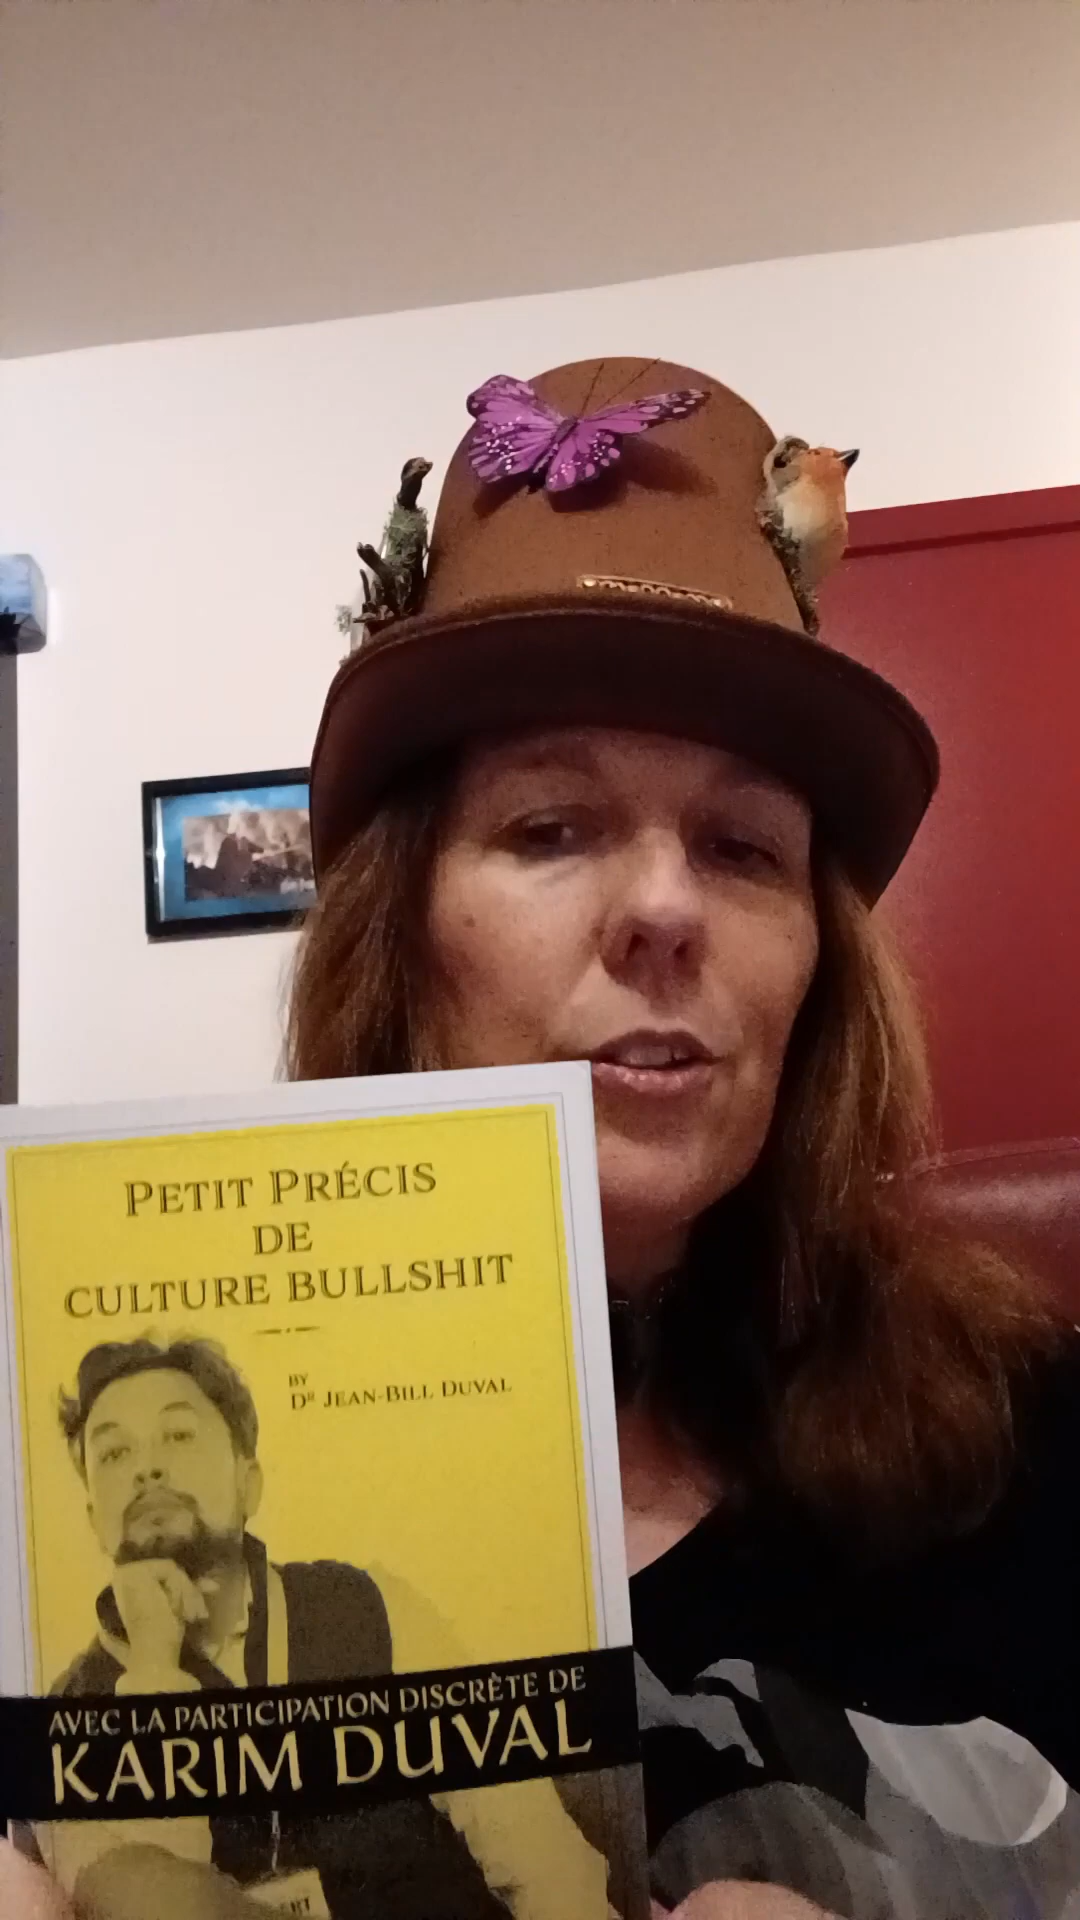 PETIT PRÉCIS
DE
CULTURE BULLSHIT
BY
DR JEAN-BILL DUVAL
AVEC LA PARTICIPATION DISCRÈTE DE
KARIM DUVAL